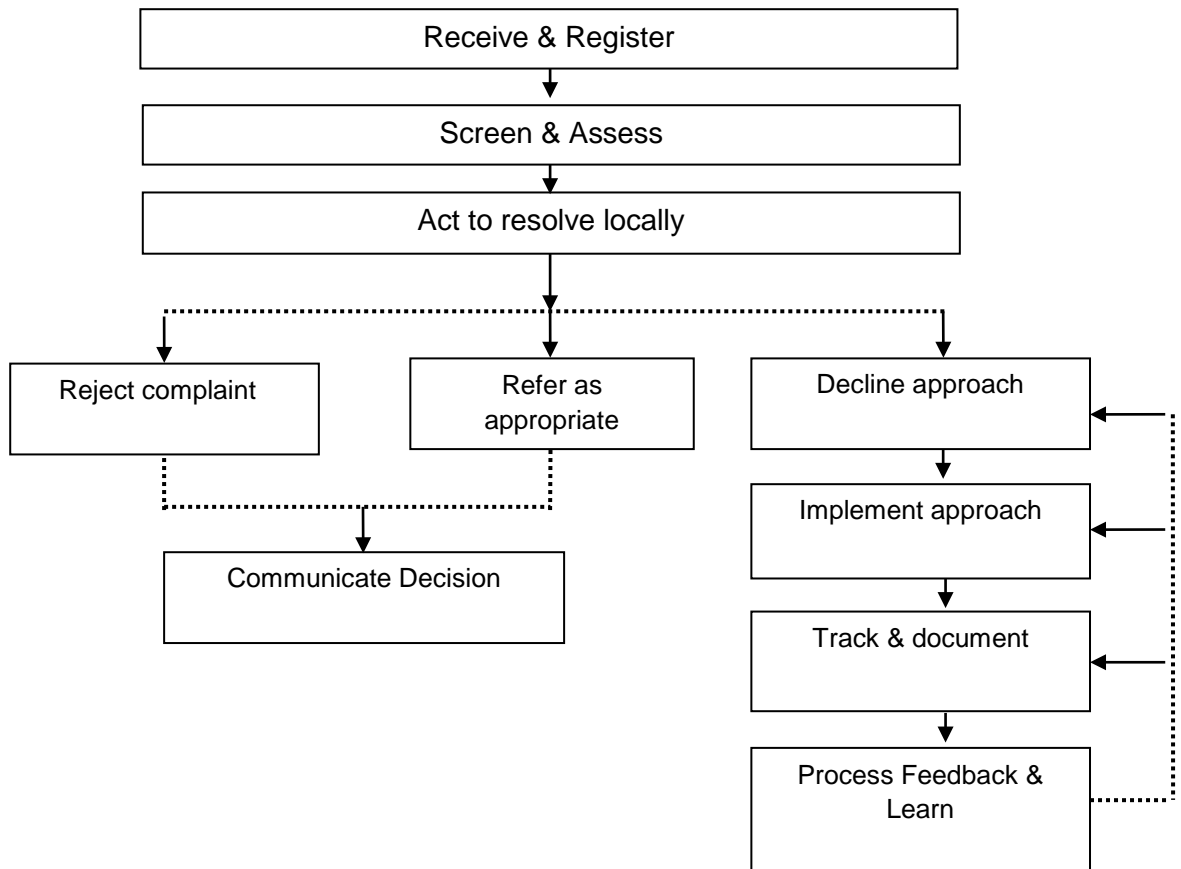 Receive & Register
Screen & Assess
Act to resolve locally
Reject complaint
Refer as
appropriate
Decline approach
Implement approach
Communicate Decision
Track & document
Process Feedback &
Learn